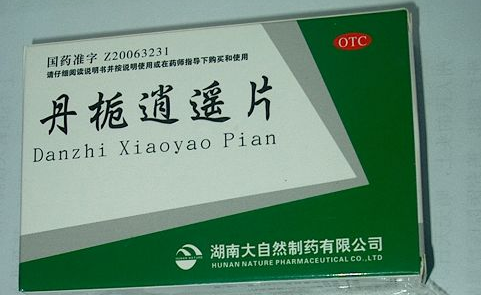 国药准字 Z20063231
OTC
请仔细阅读说明书并按说明使用或在药师指导下购买和使用
丹栀逍遥片
Danzhi Xiaoyao Pian
湖南大自然制药有限公司
HUNAN NATURE PHARMACEUTICAL CO.,LTD